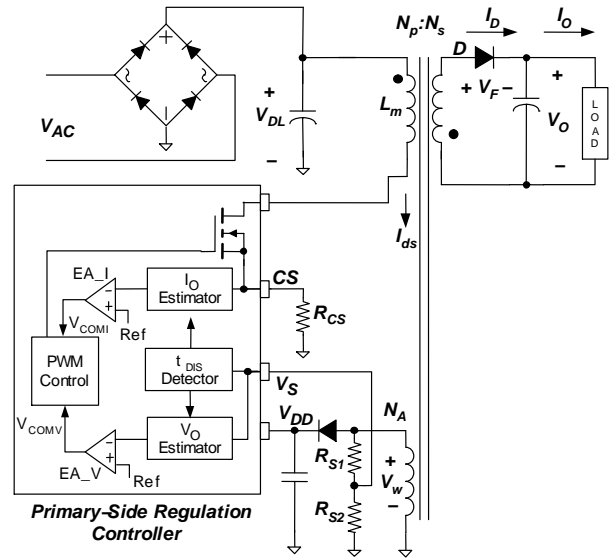 Np:Ns
ID
IO
D
+ VF −
+
VO
−
LOAD
VAC
+
VDL
−
Lm
Ids
EA_I
IO
Estimator
CS
RCS
VCOMI
Ref
PWM
Control
tDIS
Detector
VS
VDD
NA
VCOMV
VO
Estimator
EA_V
Ref
RS1
RS2
+
Vw
−
Primary–Side Regulation
Controller